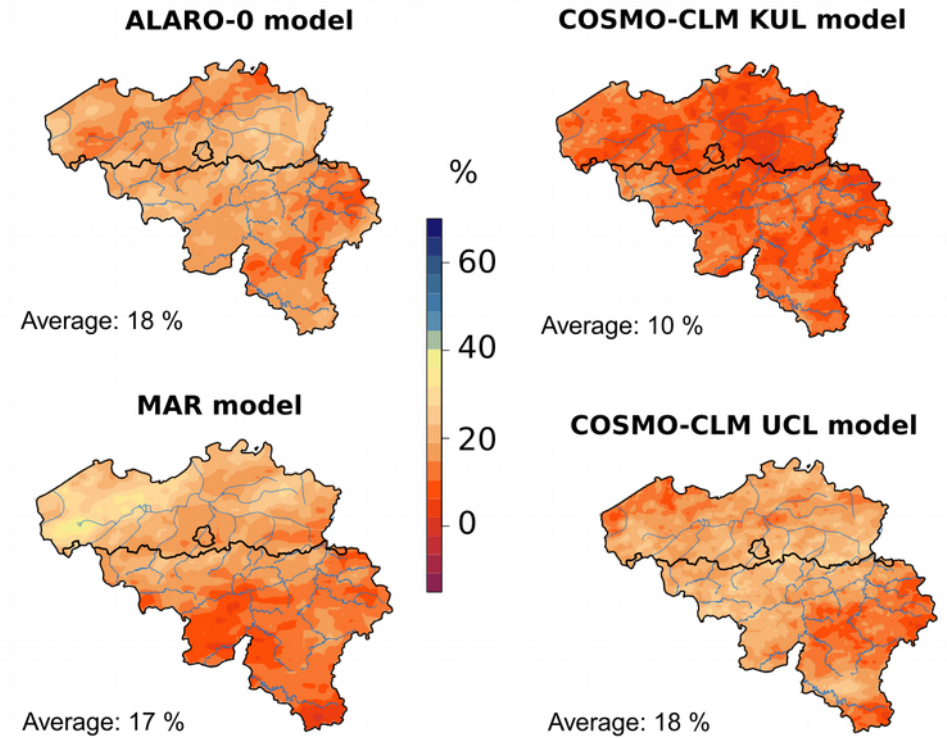 ALARO-0 model
COSMO-CLM KUL model
%
60
40
20
0
Average: 18 %
Average: 10 %
MAR model
COSMO-CLM UCL model
Average: 17 %
Average: 18 %